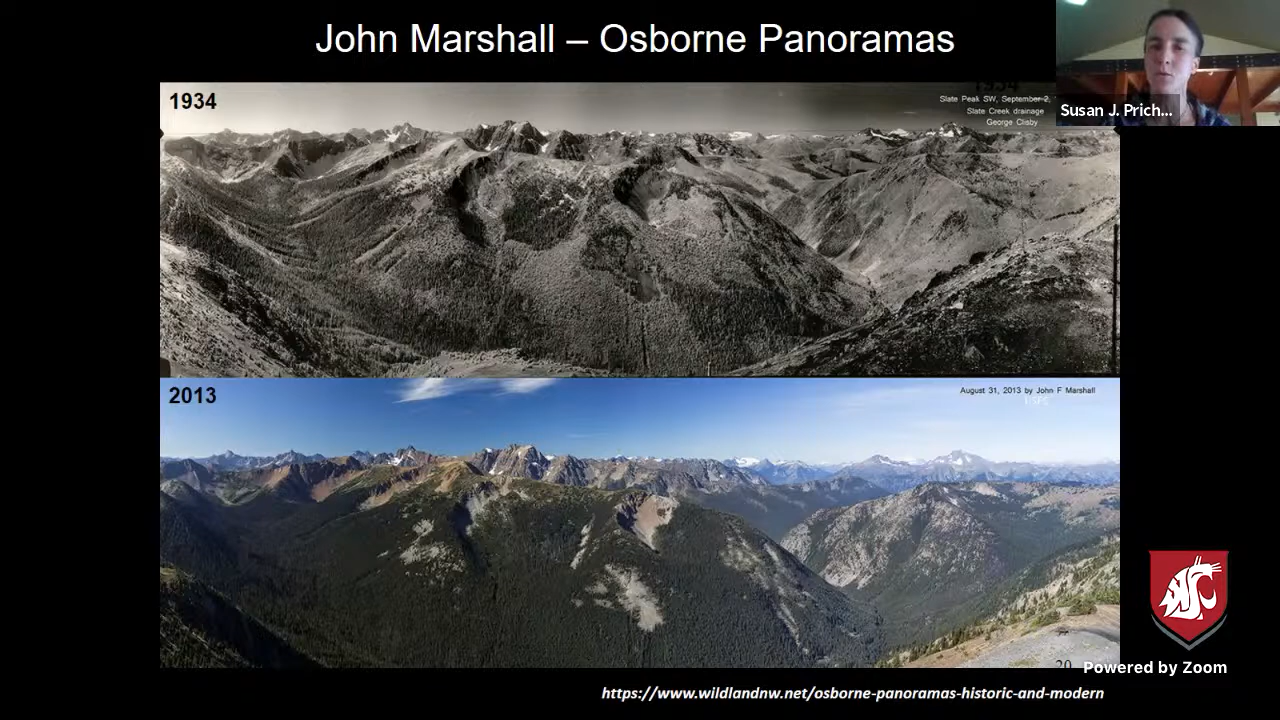 John Marshall – Osborne Panoramas
Susan J. Prich...
1934
1934
Slate Peak SW, September 2,
Slate Creek drainage
George Clisby
2013
August 31, 2013 by John F Marshall
20
Powered by Zoom
https://www.wildlandnw.net/osborne-panoramas-historic-and-modern